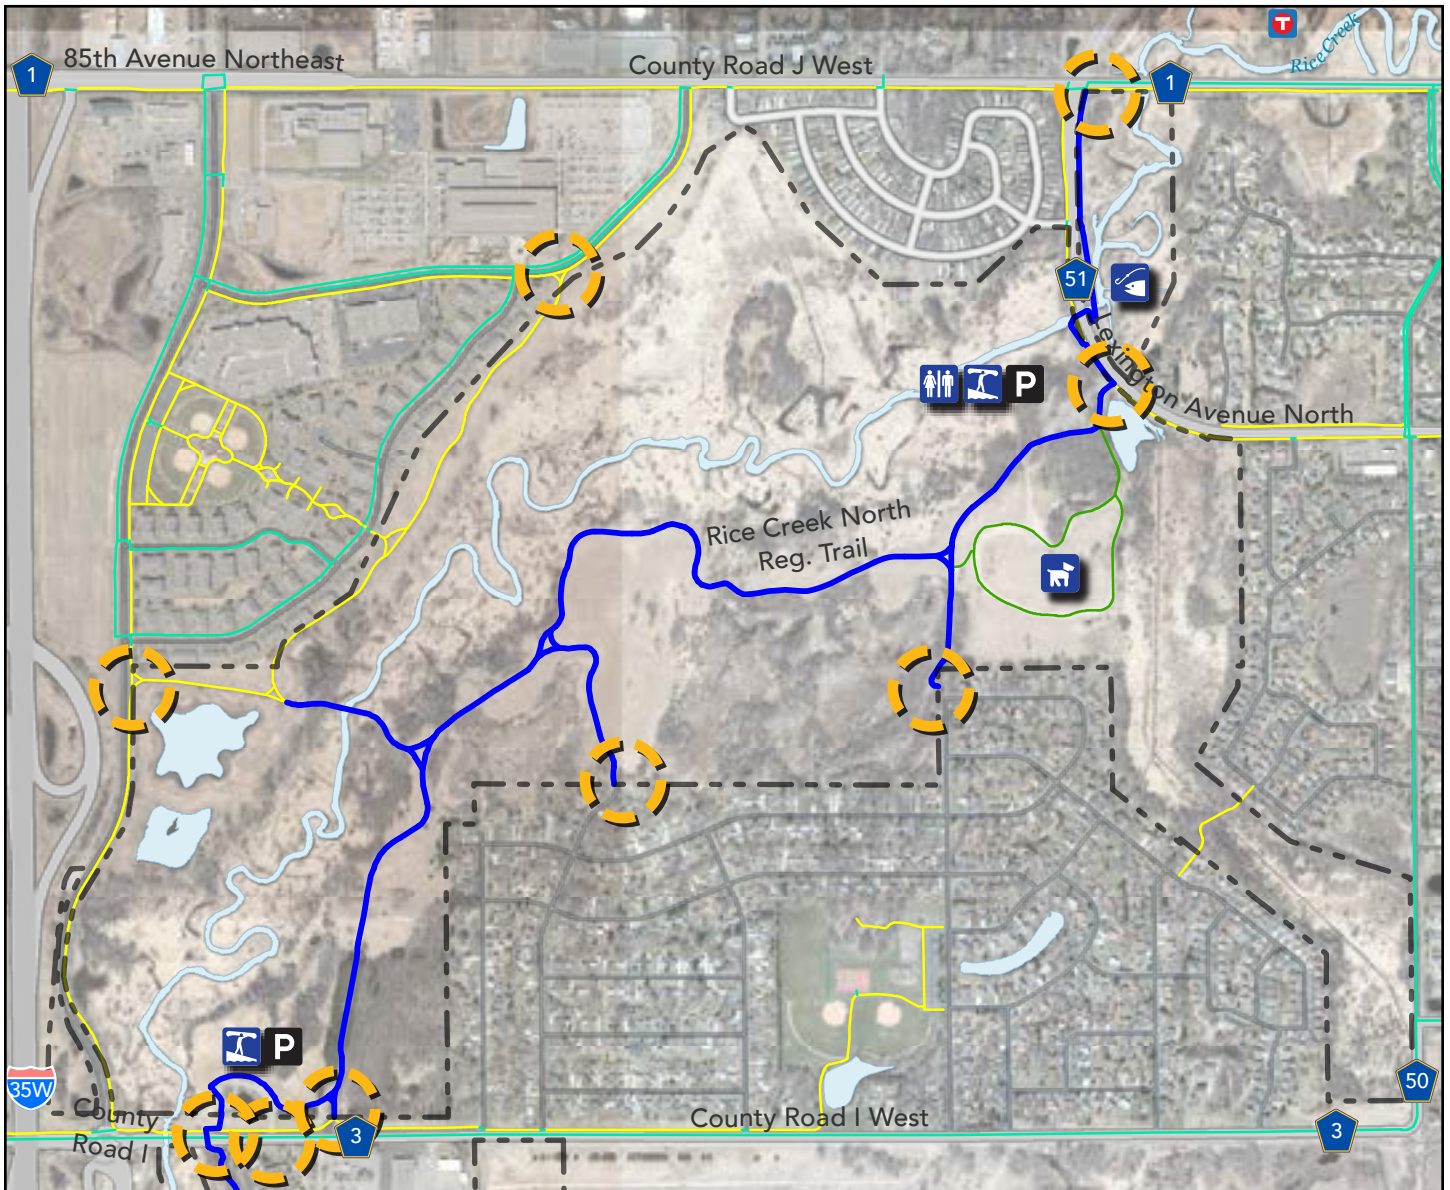 1
85th Avenue Northeast
County Road J West
1
T
Rice Creek
51
Lexington Avenue North
P
Rice Creek North
Reg. Trail
P
35W
County
Road I
3
County Road I West
50
3